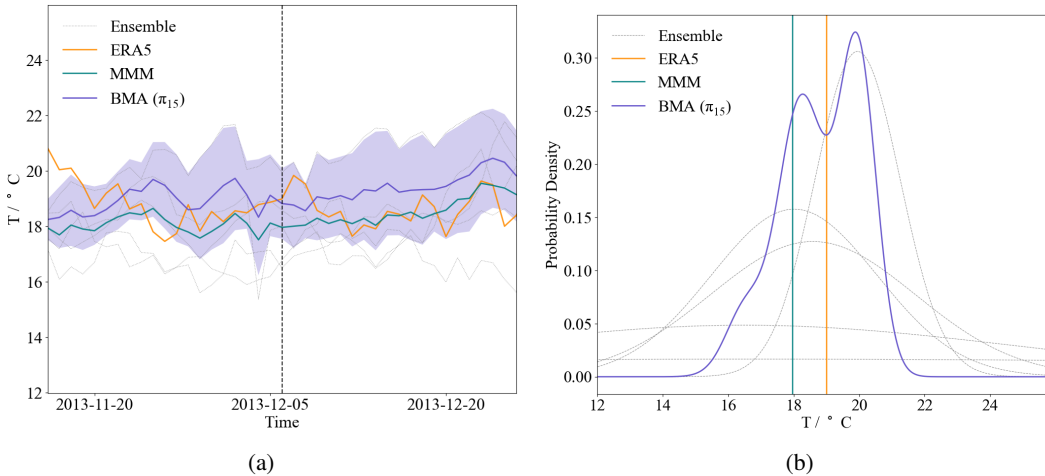 Ensemble
ERA5
MMM
BMA (π15)
24
22
20
18
16
14
12
T / ° C
2013-11-20
2013-12-05
2013-12-20
Time
(a)
Ensemble
ERA5
MMM
BMA (π15)
0.30
0.25
0.20
0.15
0.10
0.05
0.00
Probability Density
12
14
16
18
20
22
24
T / ° C
(b)